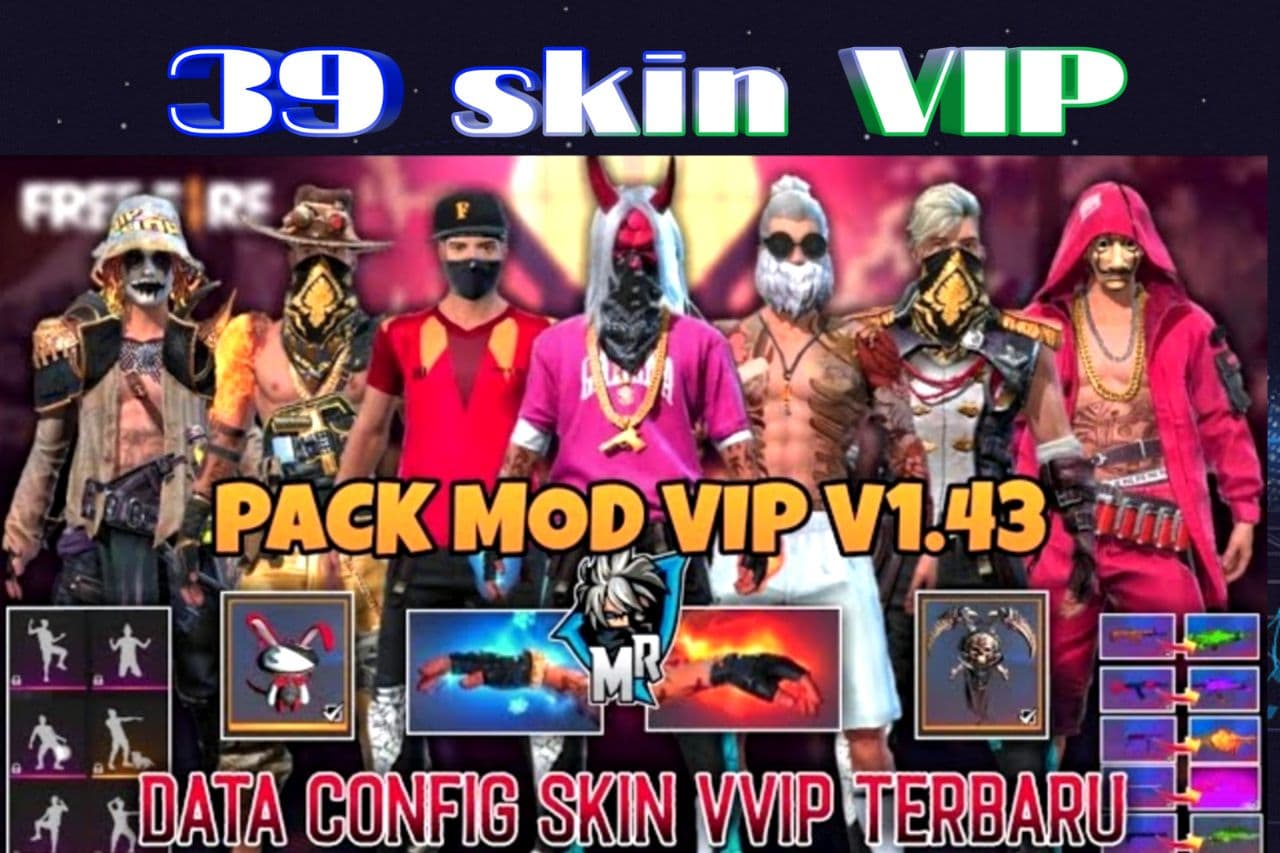 39 skin VIP
FREE FIRE
F
PACK MOD VIP V1.43
MR
DATA CONFIG SKIN VVIP TERBARU